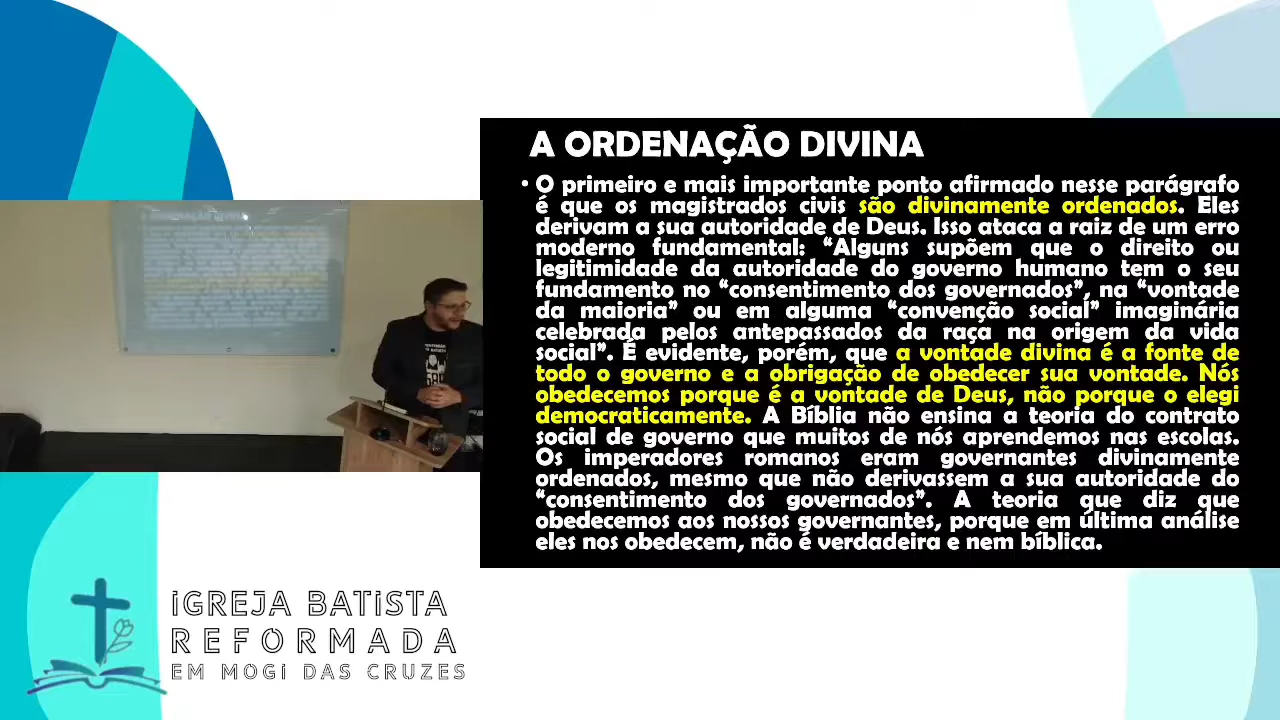 A ORDENAÇÃO DIVINA
• O primeiro e mais importante ponto afirmado nesse parágrafo
é que os magistrados civis são divinamente ordenados. Eles
derivam a sua autoridade de Deus. Isso ataca a raiz de um erro
moderno fundamental: “Alguns supõem que o direito ou
legitimidade da autoridade do governo humano tem o seu
fundamento no “consentimento dos governados”, na “vontade
da maioria” ou em alguma “convenção social” imaginária
celebrada pelos antepassados da raça na origem da vida
social”. É evidente, porém, que a vontade divina é a fonte de
todo o governo e a obrigação de obedecer sua vontade. Nós
obedecemos porque é a vontade de Deus, não porque o elegi
democraticamente. A Bíblia não ensina a teoria do contrato
social de governo que muitos de nós aprendemos nas escolas.
Os imperadores romanos eram governantes divinamente
ordenados, mesmo que não derivassem a sua autoridade do
“consentimento dos governados”. A teoria que diz que
obedecemos aos nossos governantes, porque em última análise
eles nos obedecem, não é verdadeira e nem bíblica.
IGREJA BATISTA
REFORMADA
EM MOGI DAS CRUZES